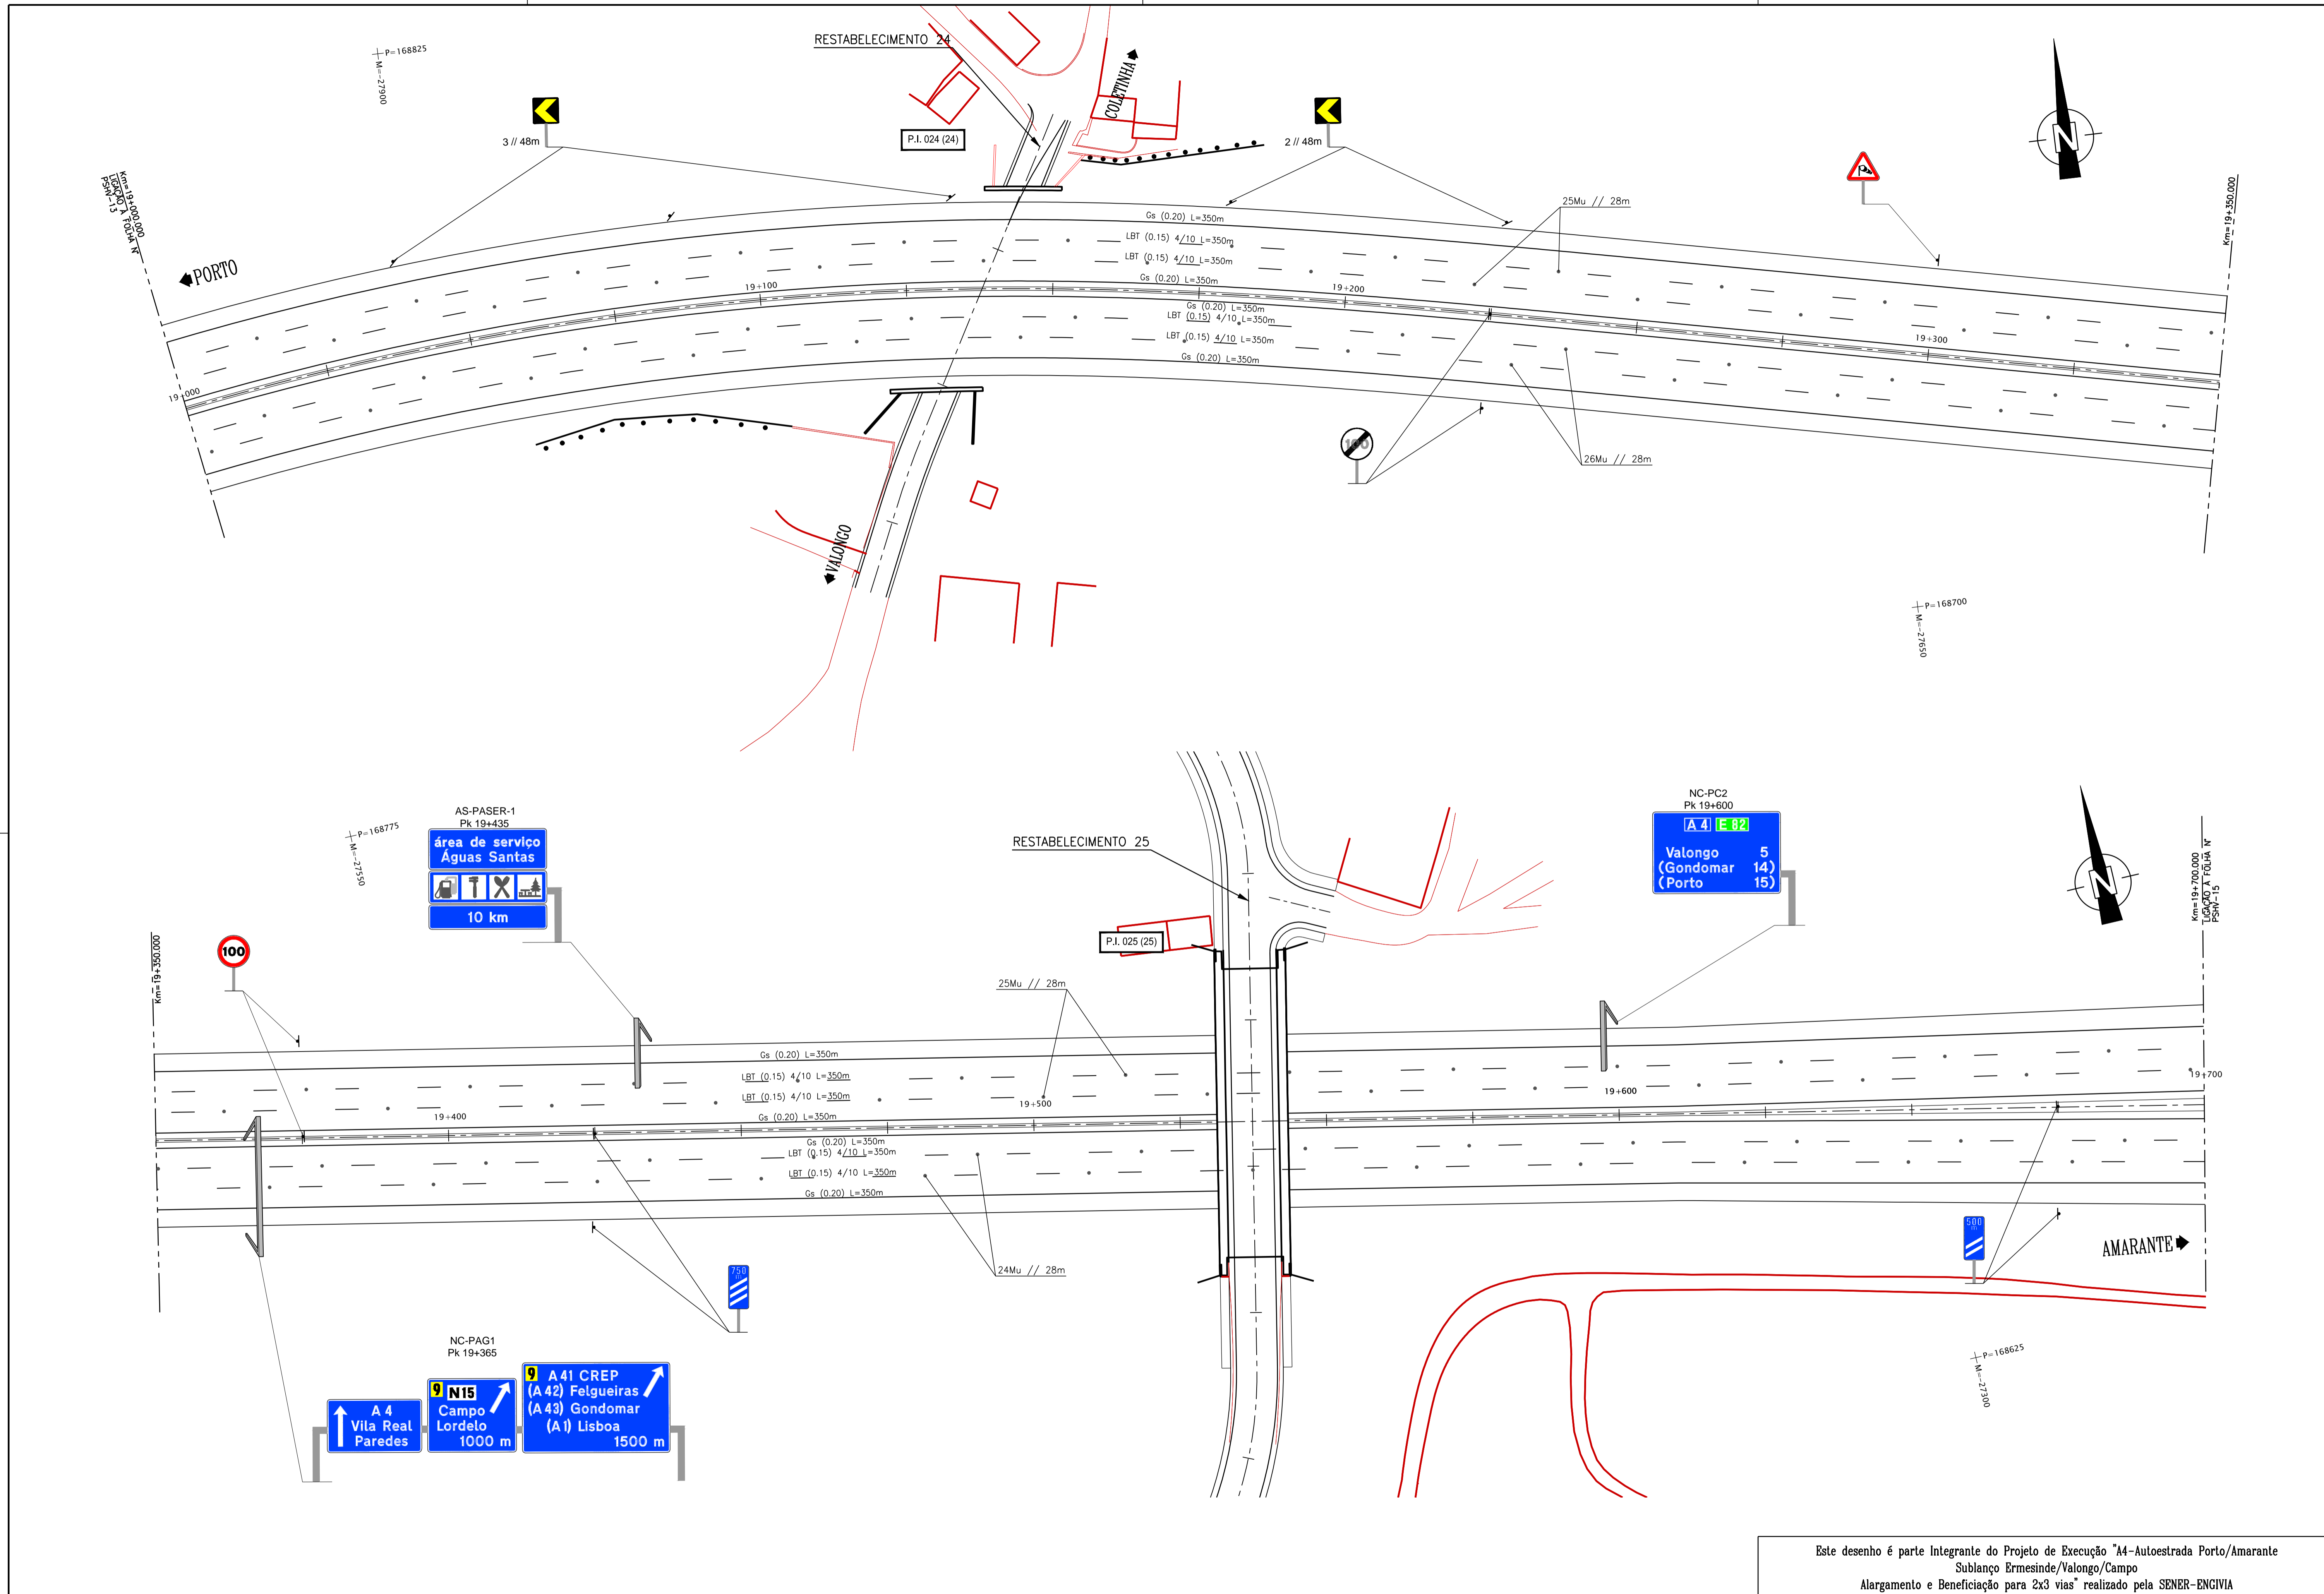 RESTABELECIMENTO 24
P=168825
M=-27900
COLETINHA
3 // 48m
P.I. 024 (24)
2 // 48m
N
Km=19+000.000
LIGAÇÃO À FOLHA Nº
PSHV-13
PORTO
25Mu // 28m
Km=19+350.000
Gs (0.20) L=350m
LBT (0.15) 4/10 L=350m
LBT (0.15) 4/10 L=350m
Gs (0.20) L=350m
19+100
19+200
Gs (0.20) L=350m
LBT (0.15) 4/10 L=350m
LBT (0.15) 4/10 L=350m
Gs (0.20) L=350m
19+300
19+000
100
26Mu // 28m
VALONGO
P=168700
M=-27650
AS-PASER-1
Pk 19+435
área de serviço
Águas Santas
10 km
P=168775
M=-27550
RESTABELECIMENTO 25
NC-PC2
Pk 19+600
A 4 E 82
Valongo 5
(Gondomar 14)
(Porto 15)
N
Km=19+700.000
LIGAÇÃO À FOLHA Nº
PSHV-15
P.I. 025 (25)
100
Km=19+350.000
25Mu // 28m
Gs (0.20) L=350m
LBT (0.15) 4/10 L=350m
LBT (0.15) 4/10 L=350m
Gs (0.20) L=350m
19+400
19+500
19+600
19+700
Gs (0.20) L=350m
LBT (0.15) 4/10 L=350m
LBT (0.15) 4/10 L=350m
Gs (0.20) L=350m
24Mu // 28m
750
m
500
m
AMARANTE
NC-PAG1
Pk 19+365
A 4
Vila Real
Paredes
9 N15
Campo
Lordelo
1000 m
9 A 41 CREP
(A 42) Felgueiras
(A 43) Gondomar
(A 1) Lisboa
1500 m
P=168625
M=-27300
Este desenho é parte Integrante do Projeto de Execução "A4-Autoestrada Porto/Amarante
Sublanço Ermesinde/Valongo/Campo
Alargamento e Beneficiação para 2x3 vias" realizado pela SENER-ENGIVIA